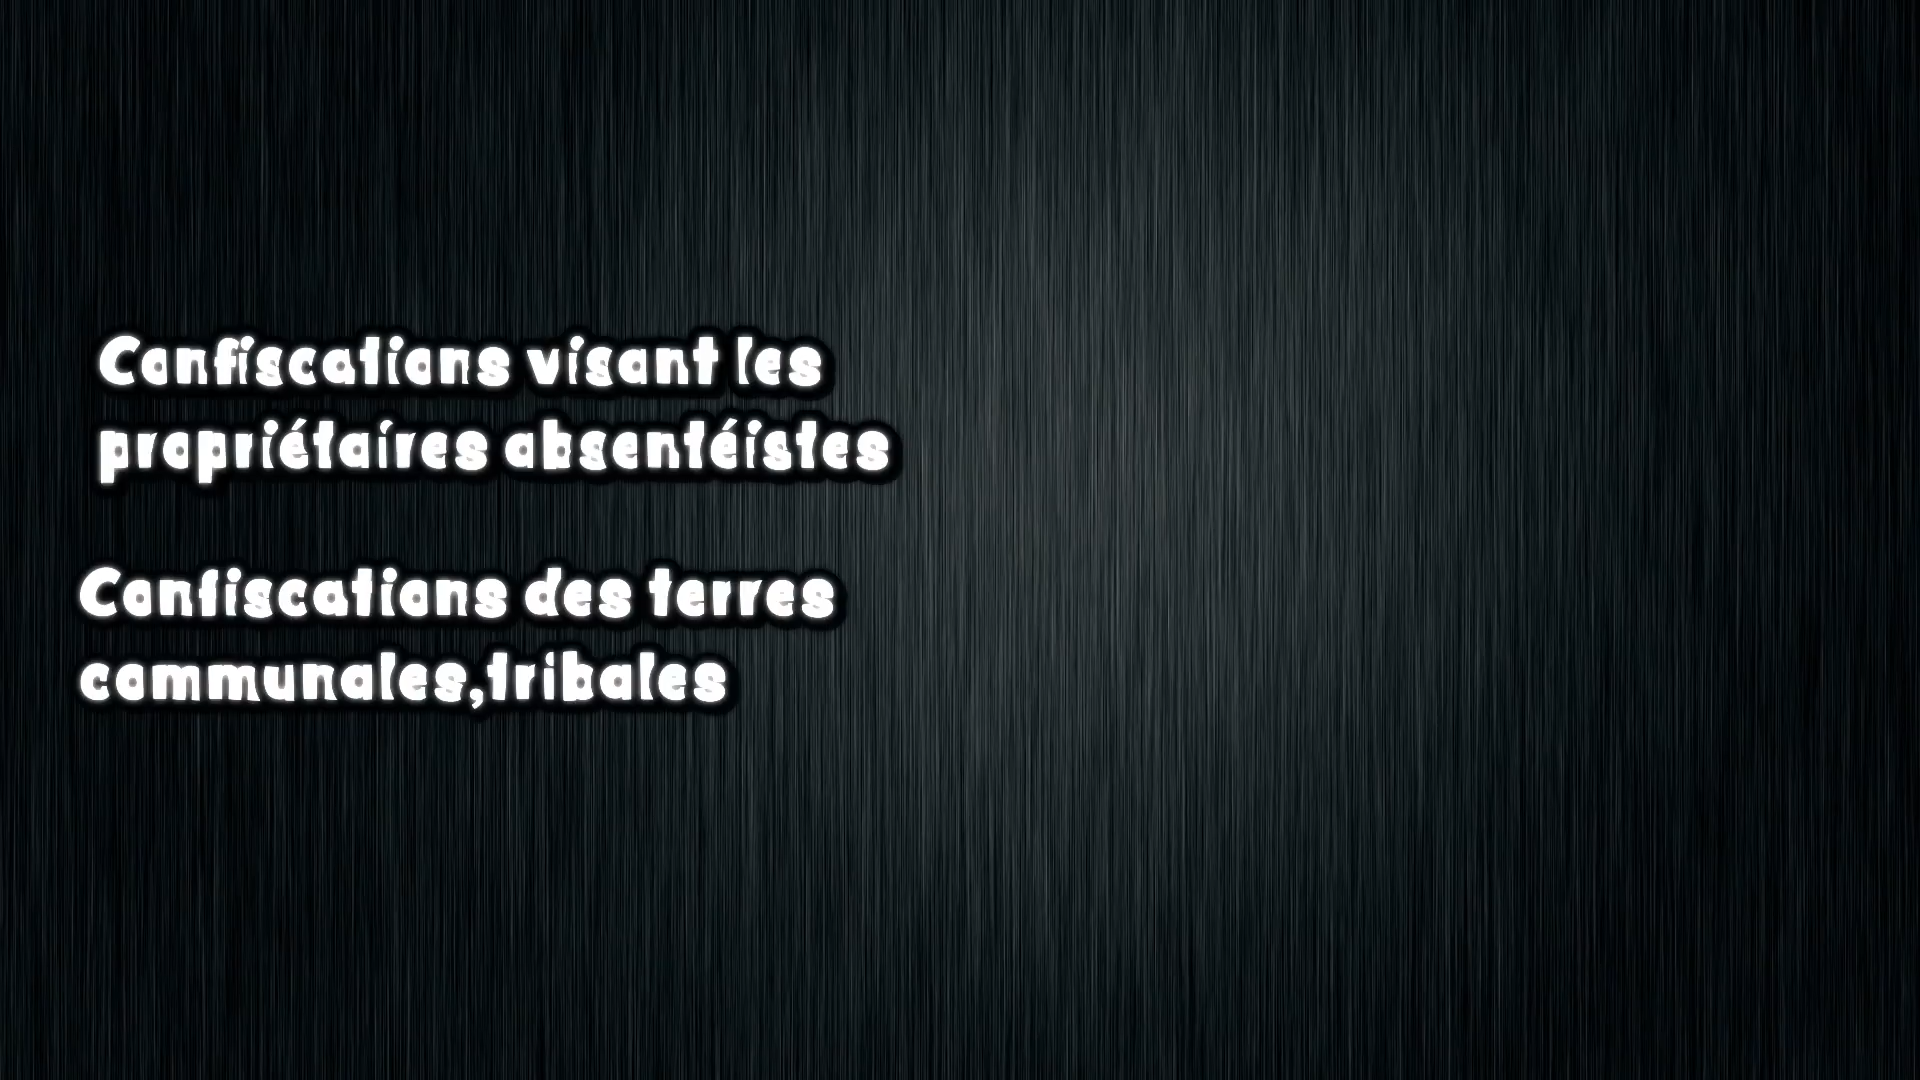 Confiscations visant les
propriétaires absentéistes
Confiscations des terres
communales,tribales